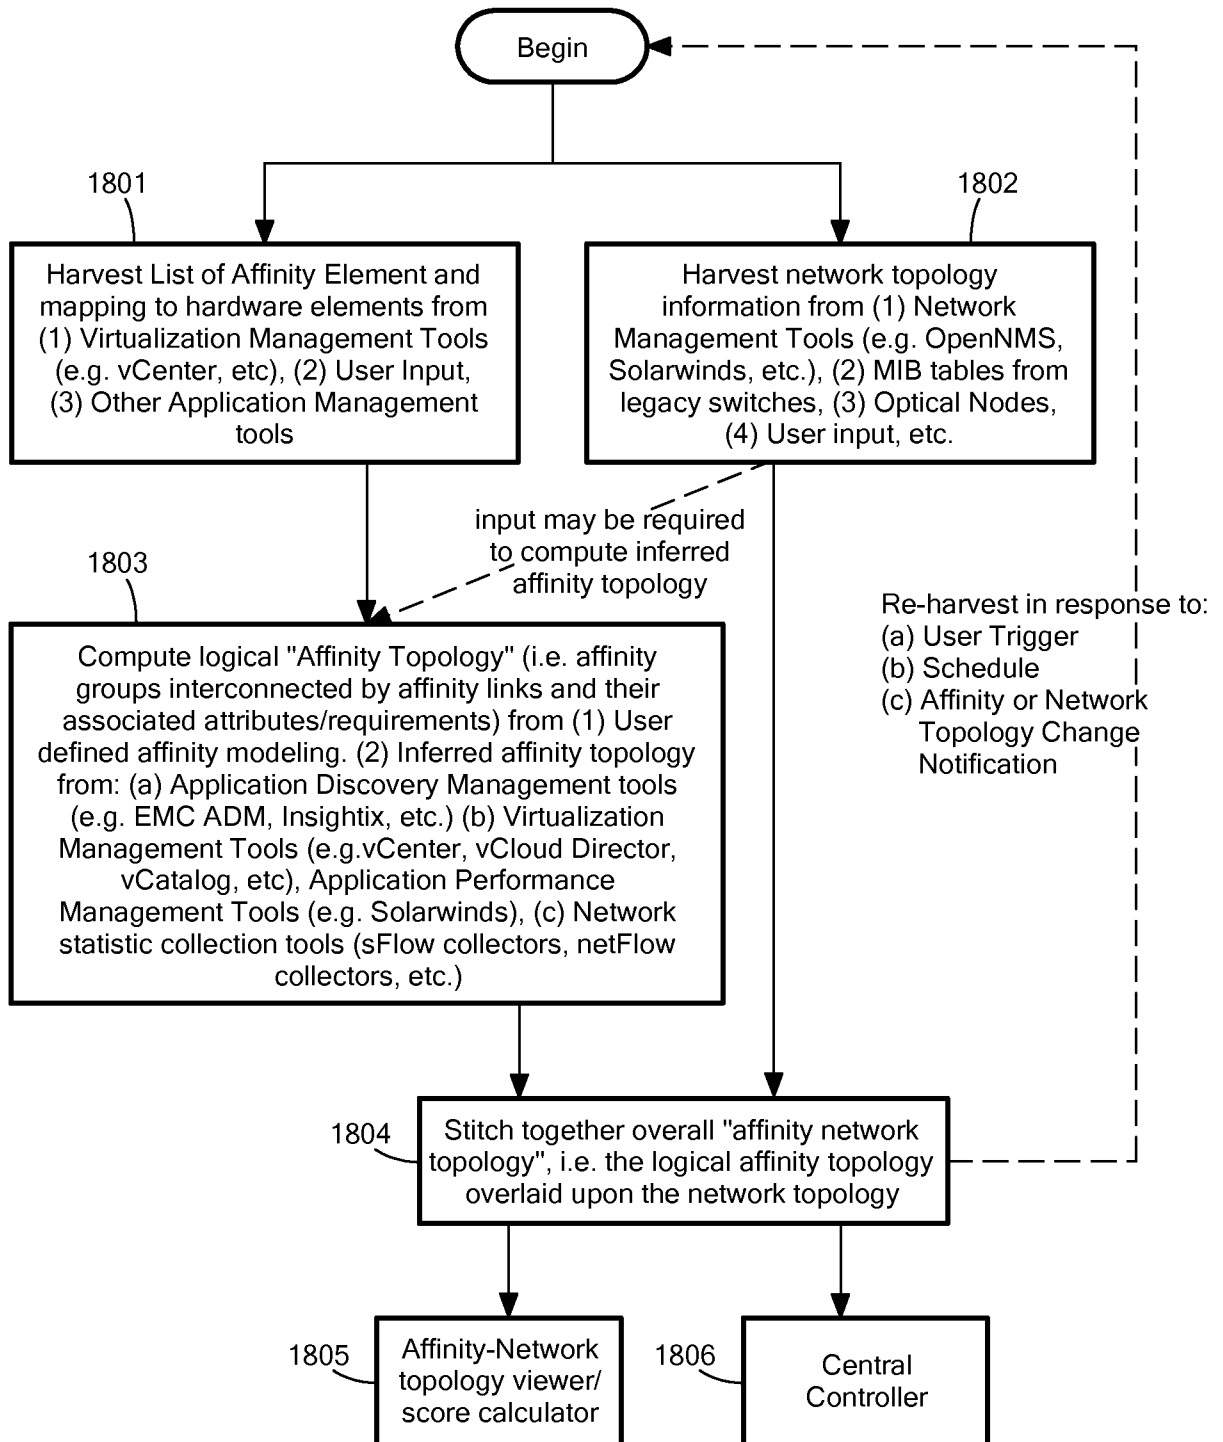 Begin
1801
1802
Harvest List of Affinity Element and
mapping to hardware elements from
(1) Virtualization Management Tools
(e.g. vCenter, etc), (2) User Input,
(3) Other Application Management
tools
Harvest network topology
information from (1) Network
Management Tools (e.g. OpenNMS,
Solarwinds, etc.), (2) MIB tables from
legacy switches, (3) Optical Nodes,
(4) User input, etc.
input may be required
to compute inferred
affinity topology
1803
Re-harvest in response to:
(a) User Trigger
(b) Schedule
(c) Affinity or Network
Topology Change
Notification
Compute logical "Affinity Topology" (i.e. affinity
groups interconnected by affinity links and their
associated attributes/requirements) from (1) User
defined affinity modeling. (2) Inferred affinity topology
from: (a) Application Discovery Management tools
(e.g. EMC ADM, Insightix, etc.) (b) Virtualization
Management Tools (e.g.vCenter, vCloud Director,
vCatalog, etc), Application Performance
Management Tools (e.g. Solarwinds), (c) Network
statistic collection tools (sFlow collectors, netFlow
collectors, etc.)
1804
Stitch together overall "affinity network
topology", i.e. the logical affinity topology
overlaid upon the network topology
1805
Affinity-Network
topology viewer/
score calculator
1806
Central
Controller